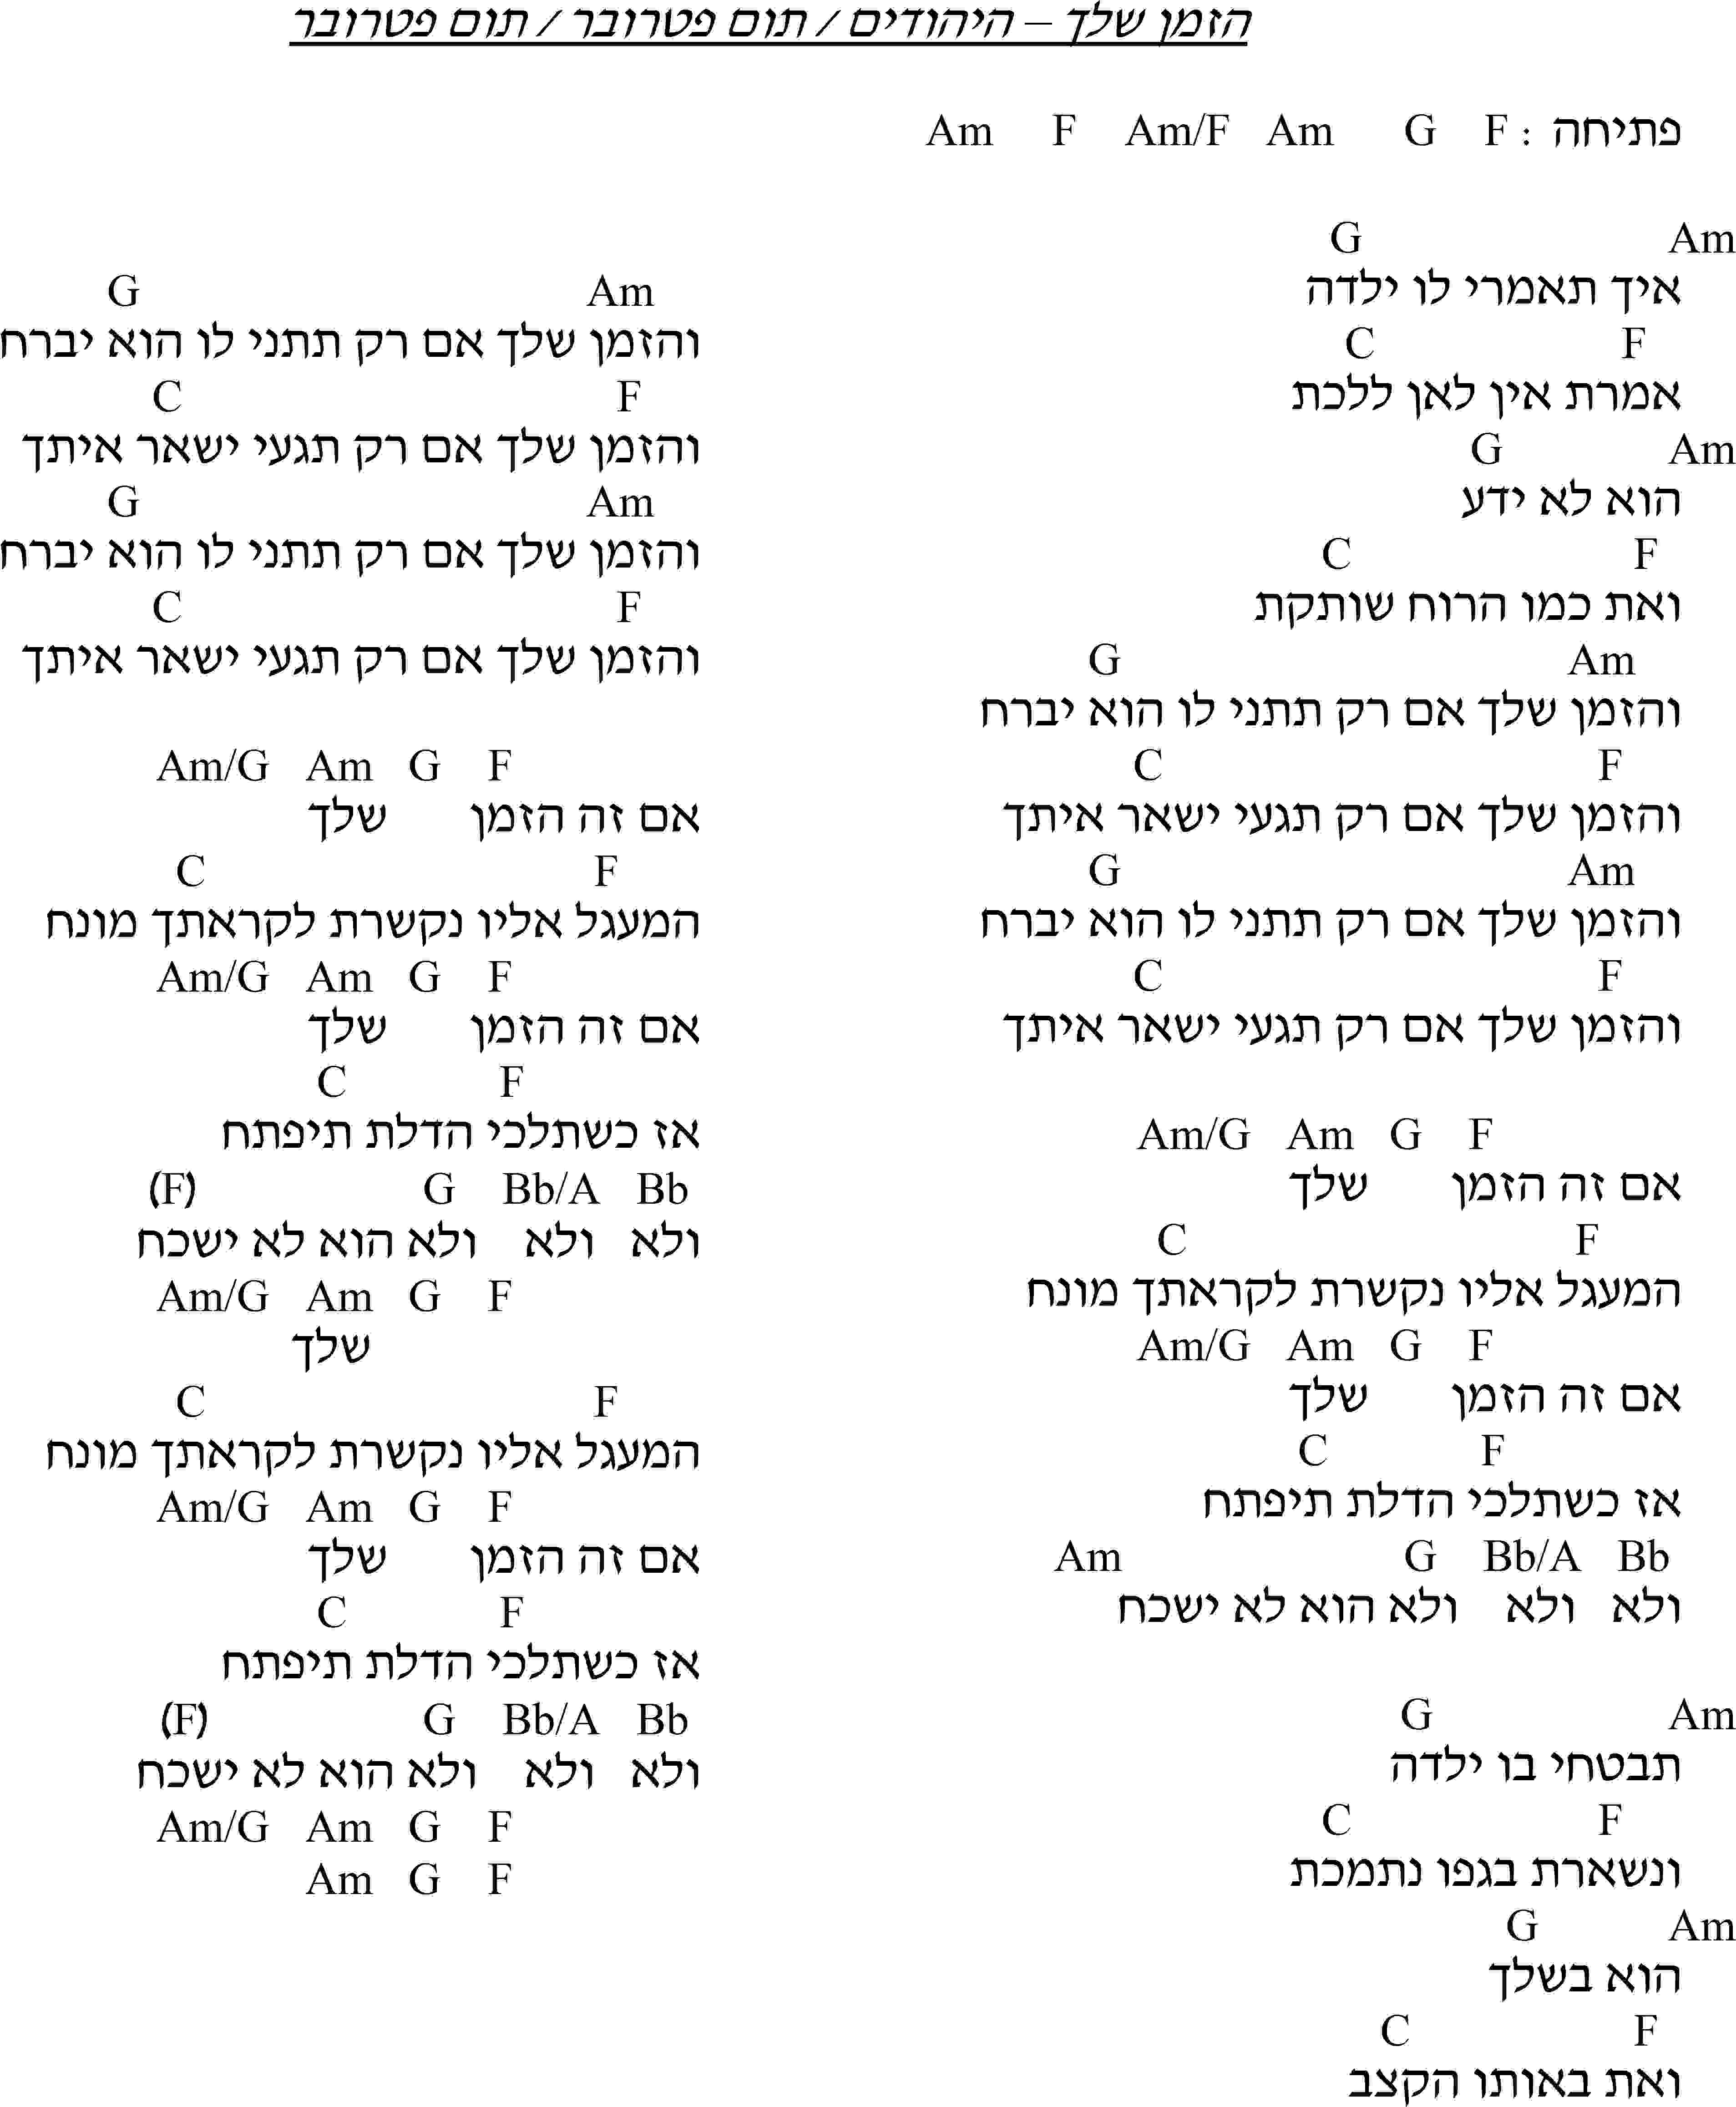 הזמן שלך – היהודים / תום פטרובר / תום פטרובר
פתיחה : F G Am Am/F F Am
Am G
איך תאמרי לו ילדה
F C
אמרת אין לאן ללכת
Am G
הוא לא ידע
F C
ואת כמו הרוח שותקת
Am G
והזמן שלך אם רק תתני לו הוא יברח
F C
והזמן שלך אם רק תגעי ישאר איתך
Am G
והזמן שלך אם רק תתני לו הוא יברח
F C
והזמן שלך אם רק תגעי ישאר איתך
F G Am Am/G
אם זה הזמן שלך
F C
המעגל אליו נקשרת לקראתך מונח
F G Am Am/G
אם זה הזמן שלך
F C
אז כשתלכי הדלת תיפתח
Bb Bb/A G Am
ולא ולא ולא הוא לא ישכח
Am G
תבטחי בו ילדה
F C
ונשארת בגפו נתמכת
Am G
הוא בשלך
F C
ואת באותו הקצב
Am G
והזמן שלך אם רק תתני לו הוא יברח
F C
והזמן שלך אם רק תגעי ישאר איתך
Am G
והזמן שלך אם רק תתני לו הוא יברח
F C
והזמן שלך אם רק תגעי ישאר איתך
F G Am Am/G
אם זה הזמן שלך
F C
המעגל אליו נקשרת לקראתך מונח
F G Am Am/G
אם זה הזמן שלך
F C
אז כשתלכי הדלת תיפתח
Bb Bb/A G (F)
ולא ולא ולא הוא לא ישכח
F G Am Am/G
שלך
F C
המעגל אליו נקשרת לקראתך מונח
F G Am Am/G
אם זה הזמן שלך
F C
אז כשתלכי הדלת תיפתח
Bb Bb/A G (F)
ולא ולא ולא הוא לא ישכח
F G Am Am/G
F G Am